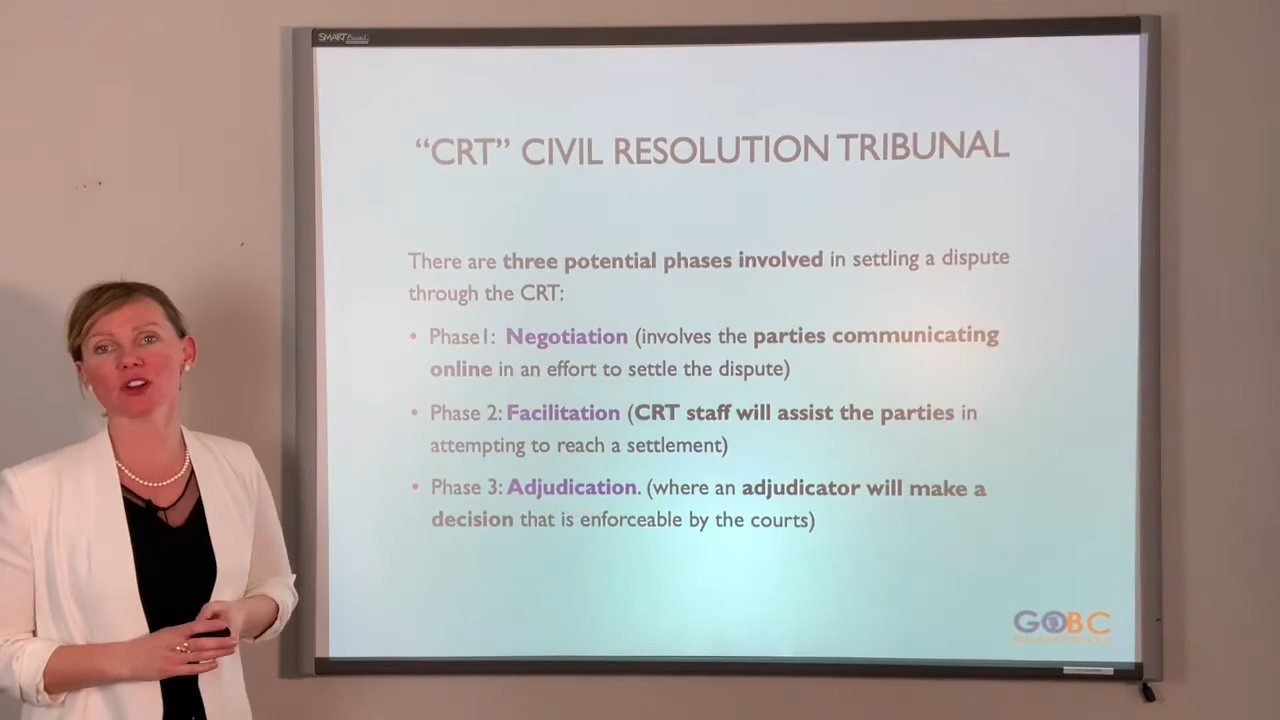 SMART
"CRT" CIVIL RESOLUTION TRIBUNAL
There are three potential phases involved in settling a dispute
through the CRT:
• Phase1: Negotiation (involves the parties communicating
online in an effort to settle the dispute)
• Phase 2: Facilitation (CRT staff will assist the parties in
attempting to reach a settlement)
• Phase 3: Adjudication. (where an adjudicator will make a
decision that is enforceable by the courts)
GOBC